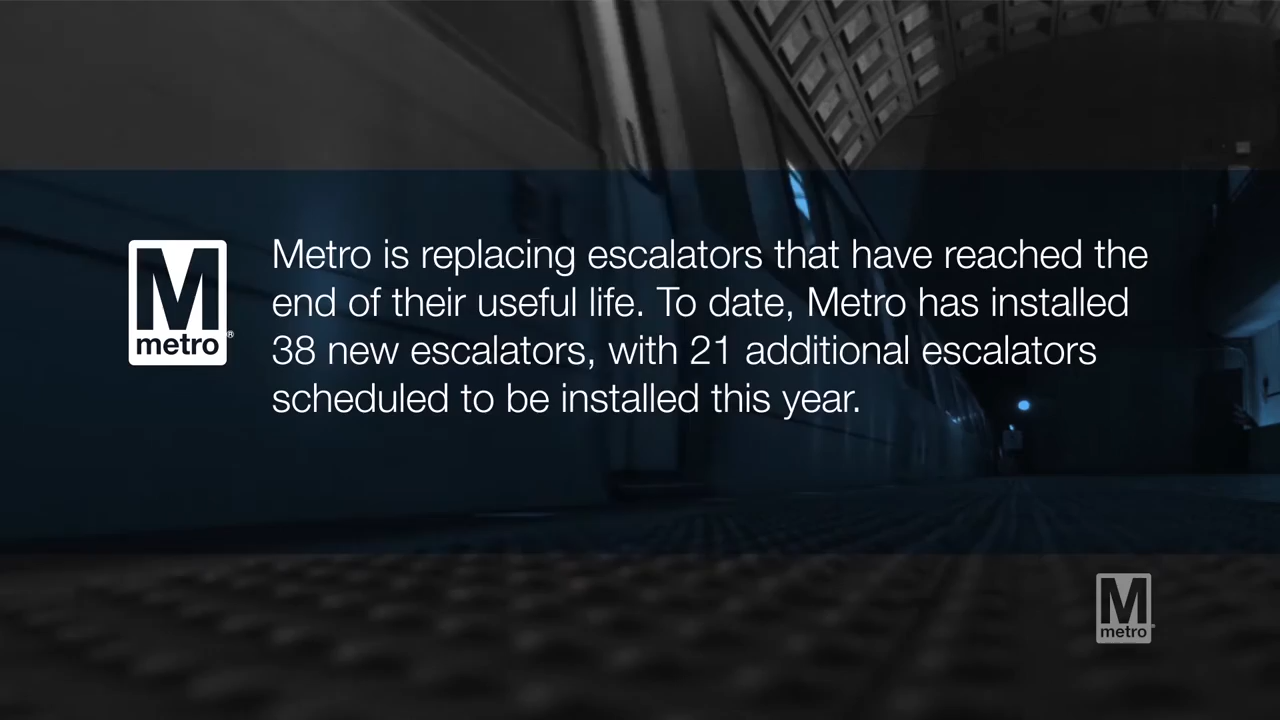 M
metro®
Metro is replacing escalators that have reached the
end of their useful life. To date, Metro has installed
38 new escalators, with 21 additional escalators
scheduled to be installed this year.
M
metro